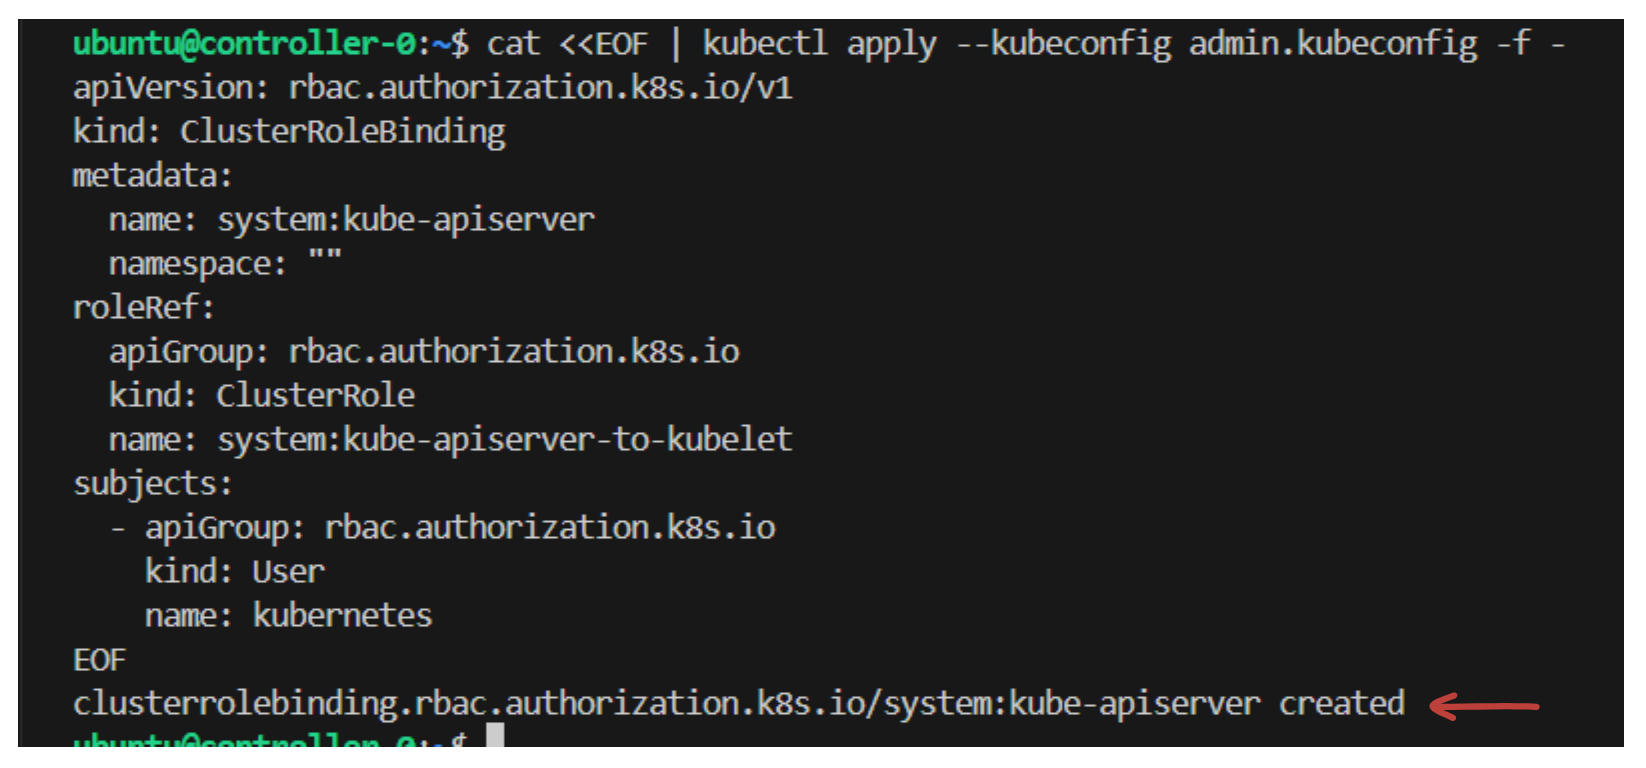 ubuntu@controller-0:~$ cat <<EOF | kubectl apply --kubeconfig admin.kubeconfig -f -
apiVersion: rbac.authorization.k8s.io/v1
kind: ClusterRoleBinding
metadata:
  name: system:kube-apiserver
  namespace: ""
roleRef:
  apiGroup: rbac.authorization.k8s.io
  kind: ClusterRole
  name: system:kube-apiserver-to-kubelet
subjects:
  - apiGroup: rbac.authorization.k8s.io
    kind: User
    name: kubernetes
EOF
clusterrolebinding.rbac.authorization.k8s.io/system:kube-apiserver created
ubuntu@controller-0:~$